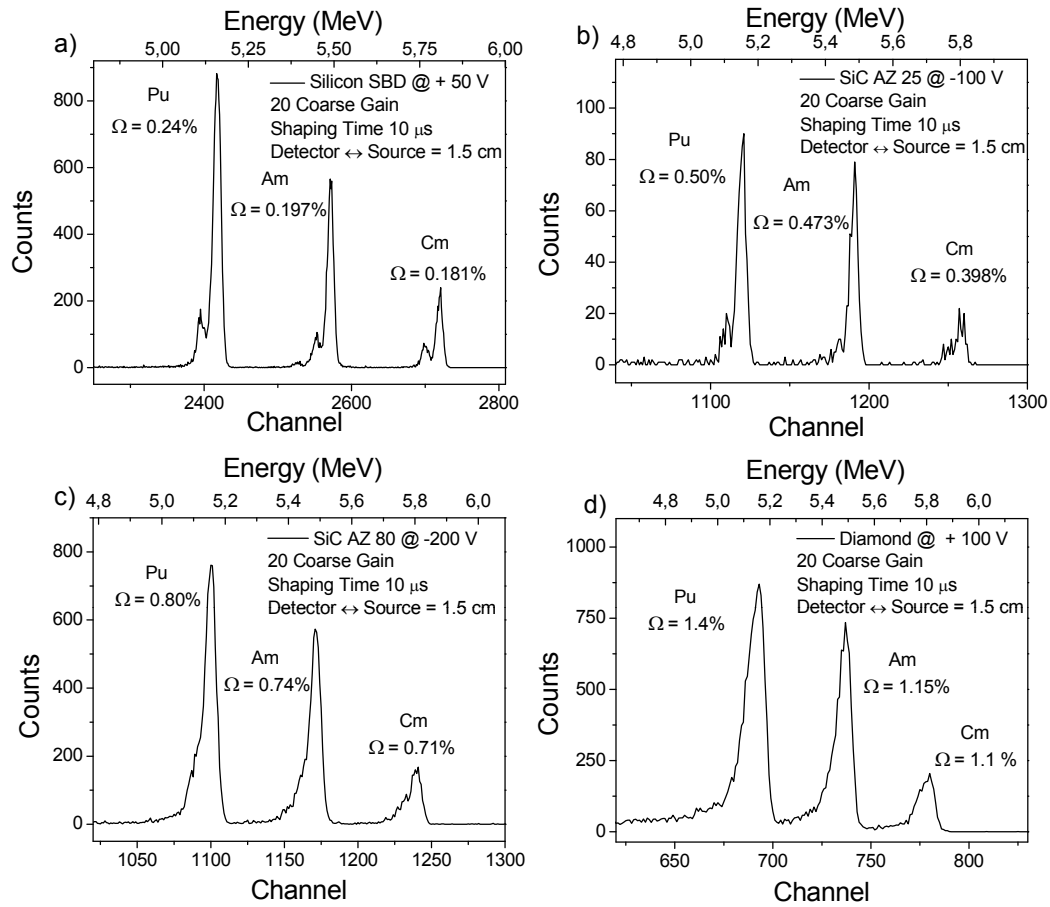 Energy (MeV)
5,00 5,25 5,50 5,75 6,00
a)
Silicon SBD @ + 50 V
20 Coarse Gain
Shaping Time 10 μs
Detector ↔ Source = 1.5 cm
Pu
Ω = 0.24%
Am
Ω = 0.197%
Cm
Ω = 0.181%
Counts
800
600
400
200
0
2400 2600 2800
Channel
Energy (MeV)
4,8 5,0 5,2 5,4 5,6 5,8
b)
SiC AZ 25 @ -100 V
20 Coarse Gain
Shaping Time 10 μs
Detector ↔ Source = 1.5 cm
Pu
Ω = 0.50%
Am
Ω = 0.473%
Cm
Ω = 0.398%
Counts
100
80
60
40
20
0
1100 1200 1300
Channel
Energy (MeV)
4,8 5,0 5,2 5,4 5,6 5,8 6,0
c)
SiC AZ 80 @ -200 V
20 Coarse Gain
Shaping Time 10 μs
Detector ↔ Source = 1.5 cm
Pu
Ω = 0.80%
Am
Ω = 0.74%
Cm
Ω = 0.71%
Counts
800
600
400
200
0
1050 1100 1150 1200 1250 1300
Channel
Energy (MeV)
4,6 4,8 5,0 5,2 5,4 5,6 5,8 6,0
d)
Diamond @ + 100 V
20 Coarse Gain
Shaping Time 10 μs
Detector ↔ Source = 1.5 cm
Pu
Ω = 1.4%
Am
Ω = 1.15%
Cm
Ω = 1.1 %
Counts
1000
750
500
250
0
650 700 750 800
Channel